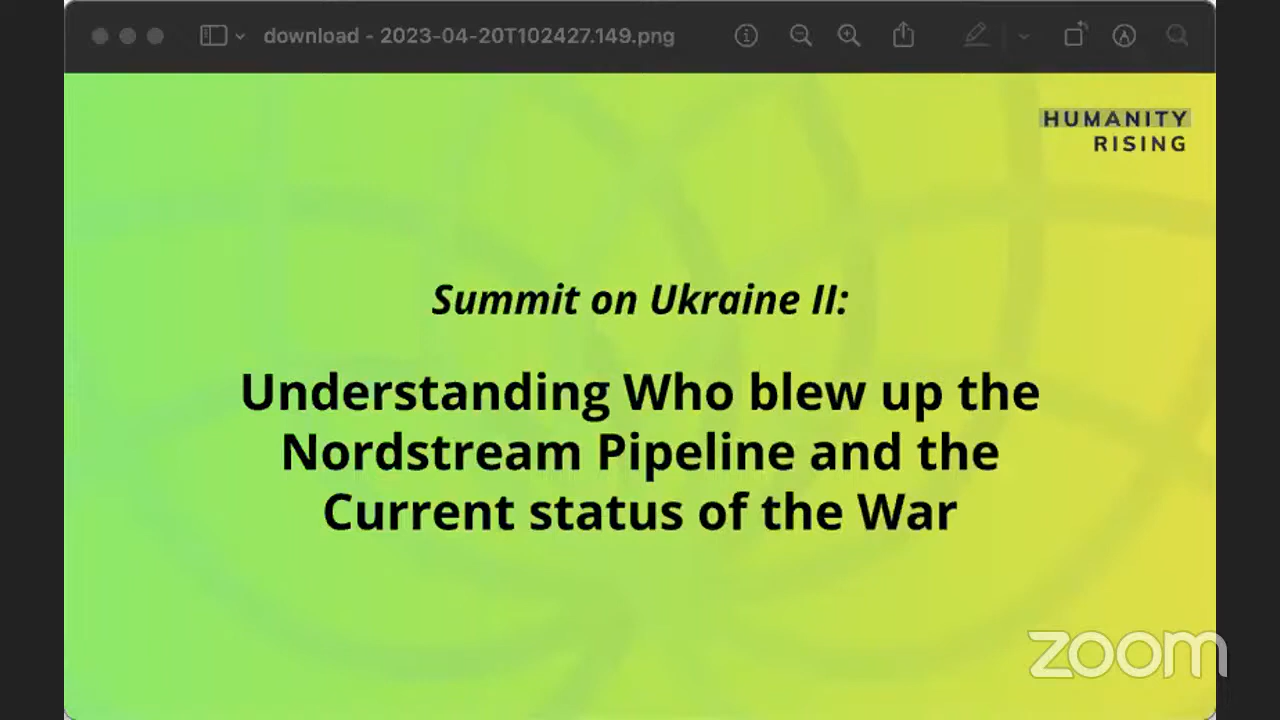 download - 2023-04-20T102427.149.png
HUMANITY
RISING
Summit on Ukraine II:
Understanding Who blew up the
Nordstream Pipeline and the
Current status of the War
zoom